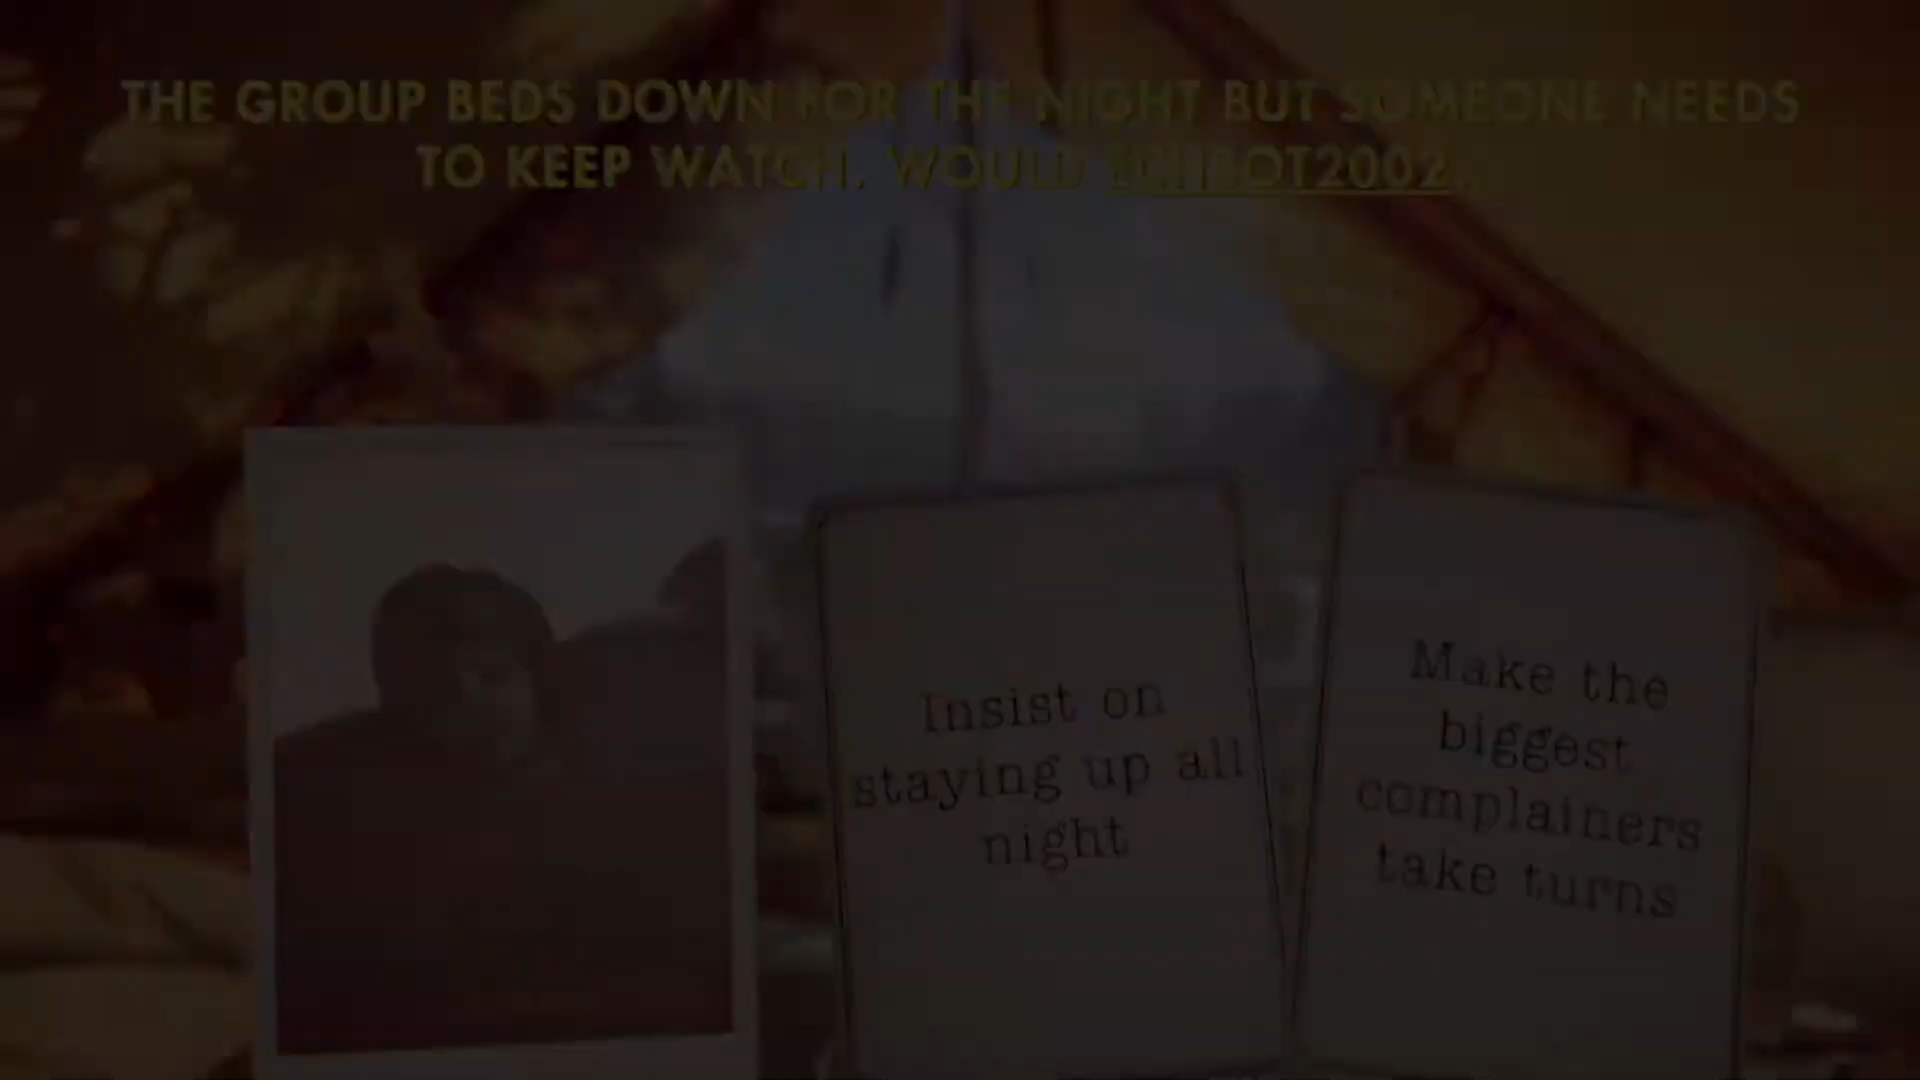 THE GROUP BEDS DOWN FOR THE NIGHT BUT SOMEONE NEEDS
TO KEEP WATCH. WOULD
Insist on
staying up all
night
Make the
biggest
complainers
take turns